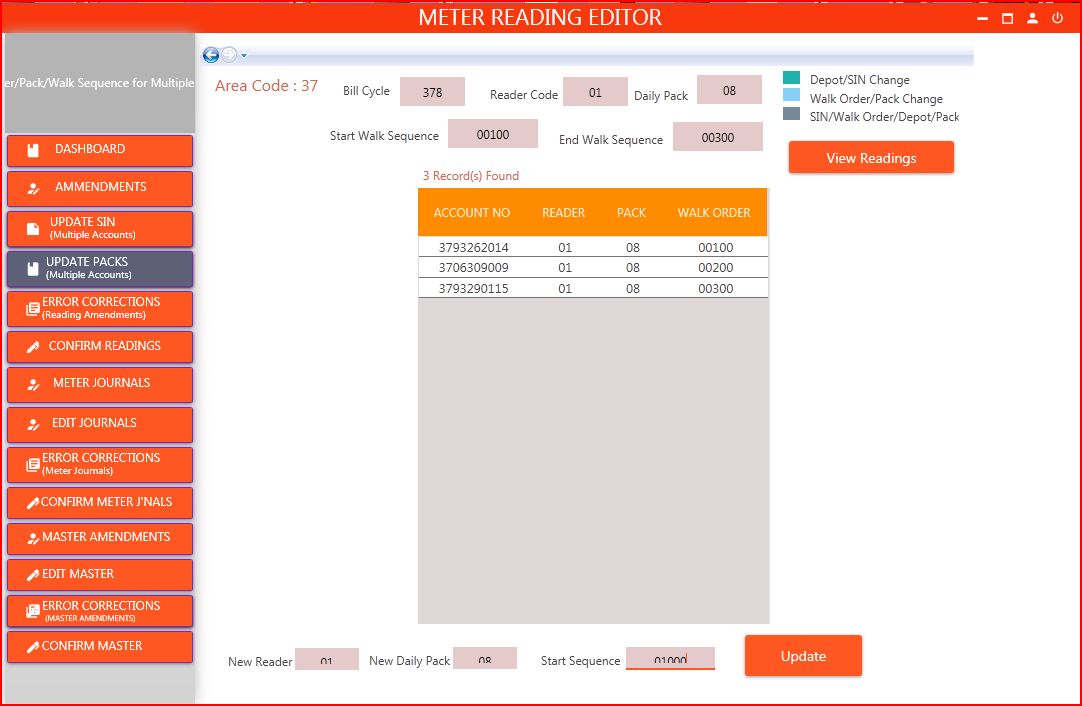 METER READING EDITOR
er/Pack/Walk Sequence for Multiple
DASHBOARD
AMMENDMENTS
UPDATE SIN
(Multiple Accounts)
UPDATE PACKS
(Multiple Accounts)
ERROR CORRECTIONS
(Reading Amendments)
CONFIRM READINGS
METER JOURNALS
EDIT JOURNALS
ERROR CORRECTIONS
(Meter Journals)
CONFIRM METER J'NALS
MASTER AMENDMENTS
EDIT MASTER
ERROR CORRECTIONS
(MASTER AMENDMENTS)
CONFIRM MASTER
Area Code : 37
Bill Cycle 378 Reader Code 01 Daily Pack 08
Start Walk Sequence 00100 End Walk Sequence 00300
Depot/SIN Change
Walk Order/Pack Change
SIN/Walk Order/Depot/Pack
View Readings
3 Record(s) Found
ACCOUNT NO READER PACK WALK ORDER
3793262014 01 08 00100
3706309009 01 08 00200
3793290115 01 08 00300
New Reader 01 New Daily Pack 08 Start Sequence 01000
Update